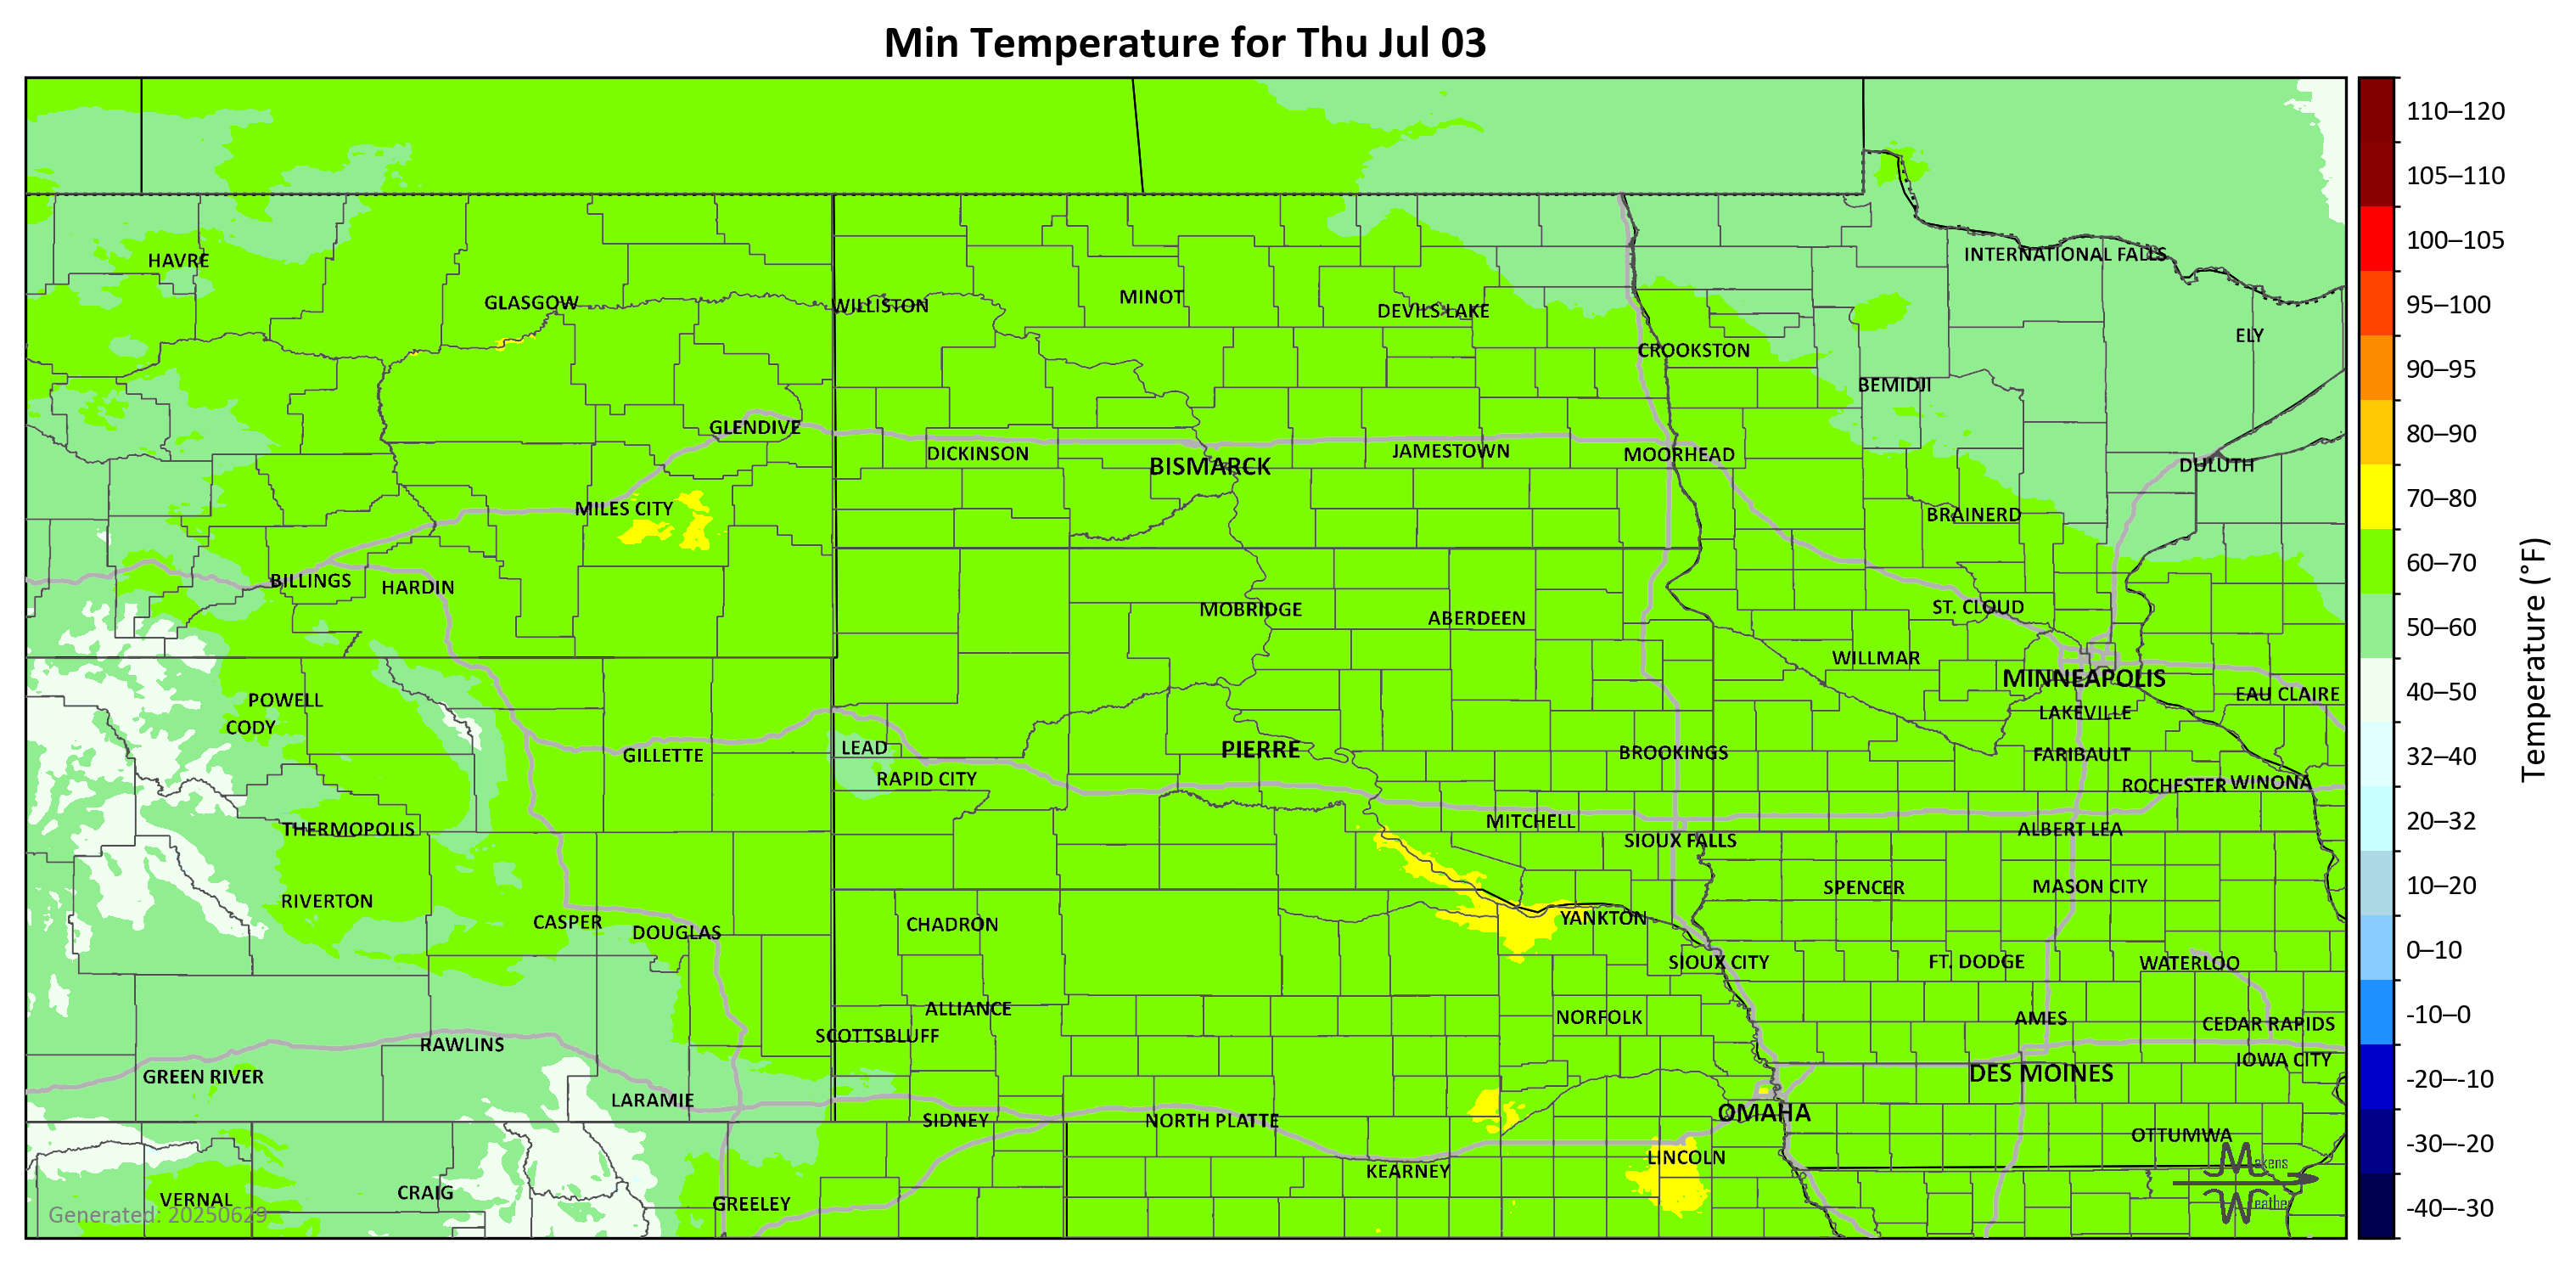 Min Temperature for Thu Jul 03
110–120
105–110
100–105
95–100
90–95
80–90
70–80
60–70
50–60
40–50
32–40
20–32
10–20
0–10
-10–0
-20–-10
-30–-20
-40–-30
Temperature (°F)
INTERNATIONAL FALLS
HAVRE
GLASGOW
WILLISTON
MINOT
DEVILS LAKE
ELY
CROOKSTON
BEMIDJI
GLENDIVE
DICKINSON
BISMARCK
JAMESTOWN
MOORHEAD
DULUTH
MILES CITY
BRAINERD
BILLINGS
HARDIN
MOBRIDGE
ABERDEEN
ST. CLOUD
WILLMAR
MINNEAPOLIS
EAU CLAIRE
POWELL
CODY
LAKEVILLE
GILLETTE
LEAD
PIERRE
BROOKINGS
FARIBAULT
RAPID CITY
ROCHESTER
WINONA
THERMOPOLIS
MITCHELL
SIOUX FALLS
ALBERT LEA
RIVERTON
SPENCER
MASON CITY
CASPER
DOUGLAS
CHADRON
YANKTON
SIOUX CITY
FT. DODGE
WATERLOO
ALLIANCE
NORFOLK
AMES
CEDAR RAPIDS
SCOTTSBLUFF
RAWLINS
IOWA CITY
GREEN RIVER
DES MOINES
LARAMIE
SIDNEY
NORTH PLATTE
OMAHA
OTTUMWA
LINCOLN
KEARNEY
VERNAL
CRAIG
GREELEY
Makens
Weather
Generated: 20250629